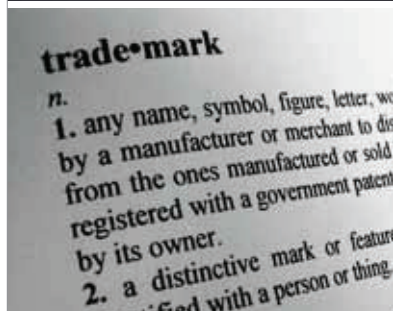 trade•mark
n.
1. any name, symbol, figure, letter,
by a manufacturer or merchant to
from the ones manufactured or sold
registered with a government patent
by its owner.
2. a distinctive mark or feature
with a person or thing.